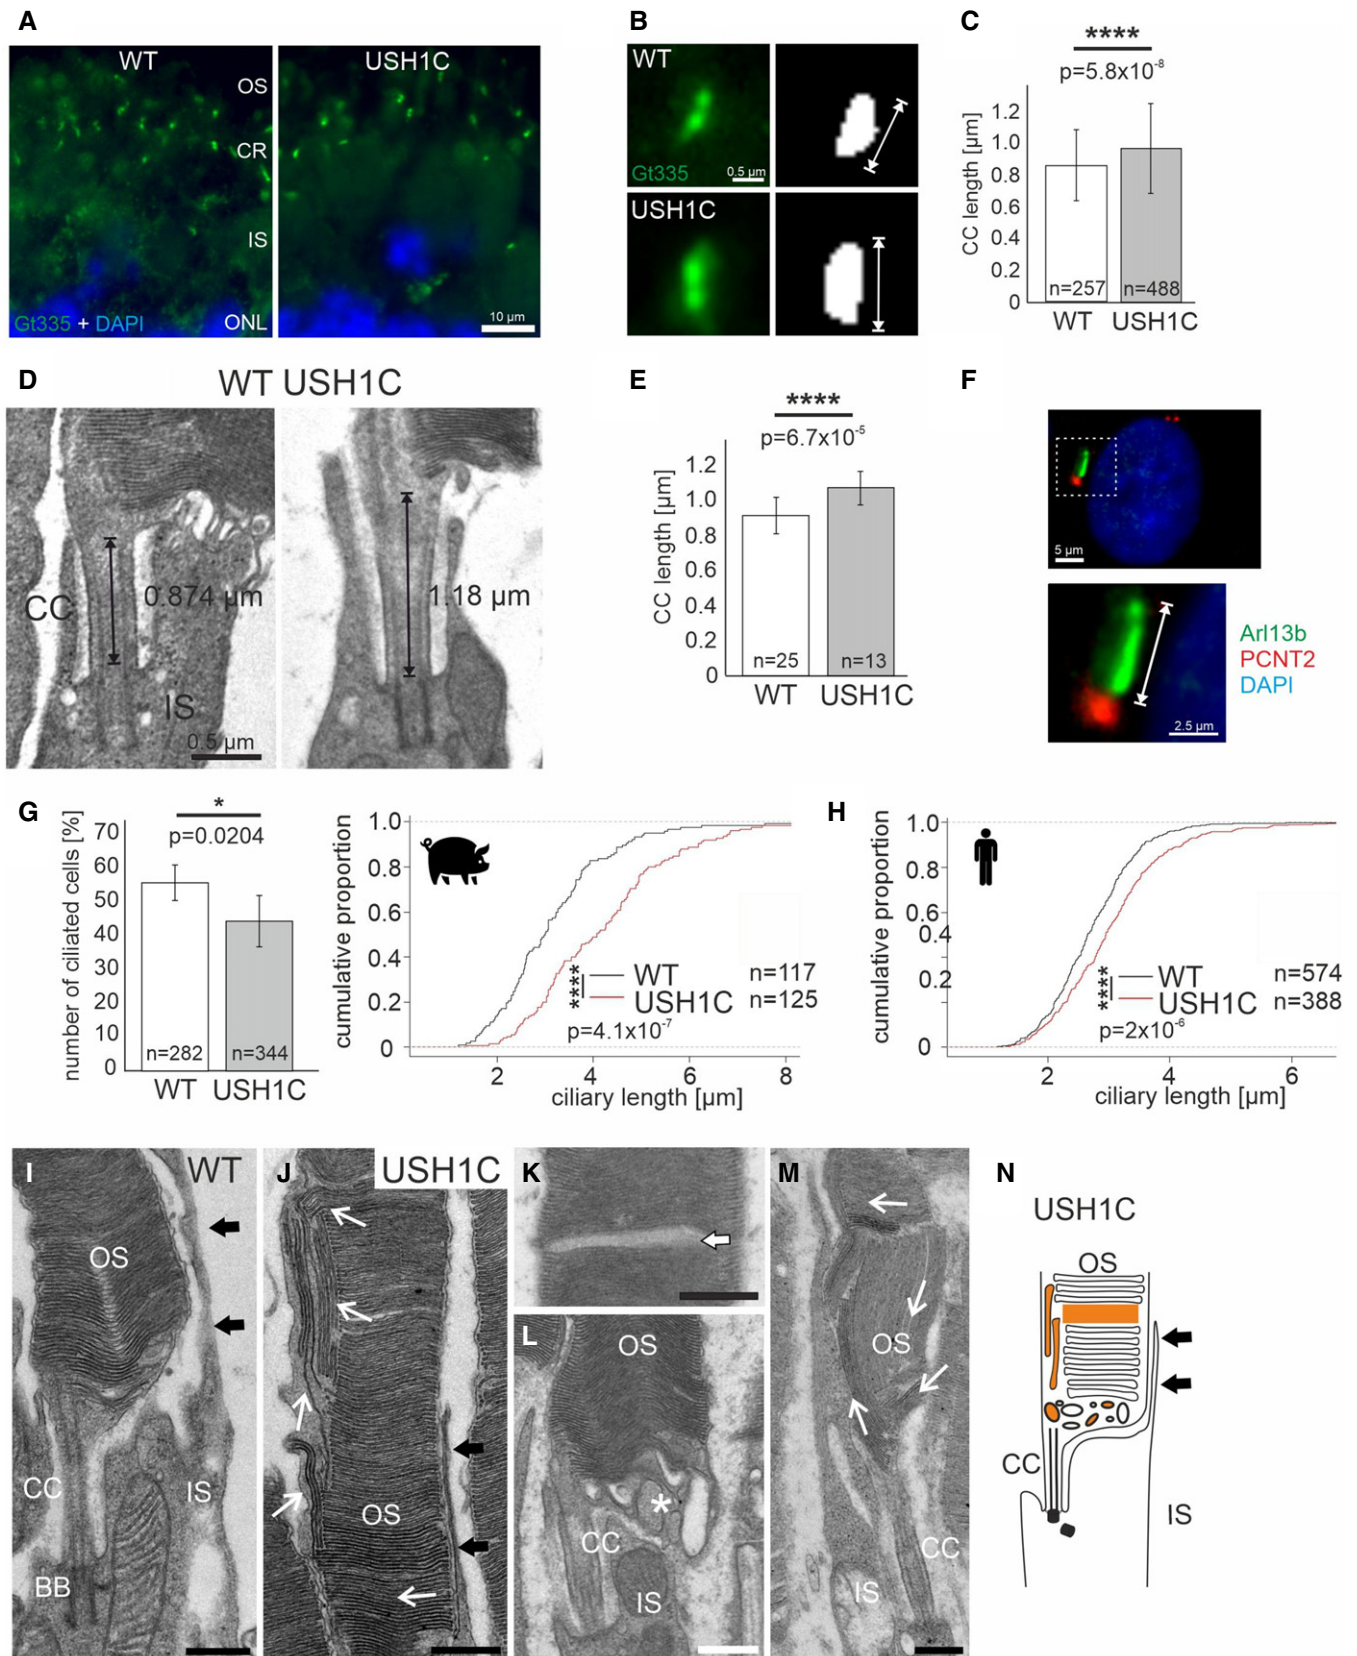 A
WT
USH1C
OS
CR
IS
ONL
Gt335 + DAPI
10 µm
B
WT
Gt335
0.5 µm
USH1C
C
****
p=5.8x10-8
CC length [µm]
1.2
1.0
0.8
0.6
0.4
0.2
0
n=257
n=488
WT
USH1C
D
WT USH1C
CC
0.874 µm
1.18 µm
IS
0.5 µm
E
****
p=6.7x10-5
CC length [µm]
1.2
1.0
0.8
0.6
0.4
0.2
0
n=25
n=13
WT
USH1C
F
5 µm
Arl13b
PCNT2
DAPI
2.5 µm
G
*
p=0.0204
number of ciliated cells [%]
70
60
50
40
30
20
10
0
n=282
n=344
WT
USH1C
cumulative proportion
1.0
0.8
0.6
0.4
0.2
0
****
WT n=117
USH1C n=125
p=4.1x10-7
2 4 6 8
ciliary length [µm]
H
cumulative proportion
1.0
0.8
0.6
0.4
0.2
0
****
WT n=574
USH1C n=388
p=2x10-6
2 4 6
ciliary length [µm]
I
WT
OS
CC
IS
BB
J
USH1C
OS
K
L
OS
*
CC
IS
M
OS
CC
IS
N
USH1C
OS
CC
IS